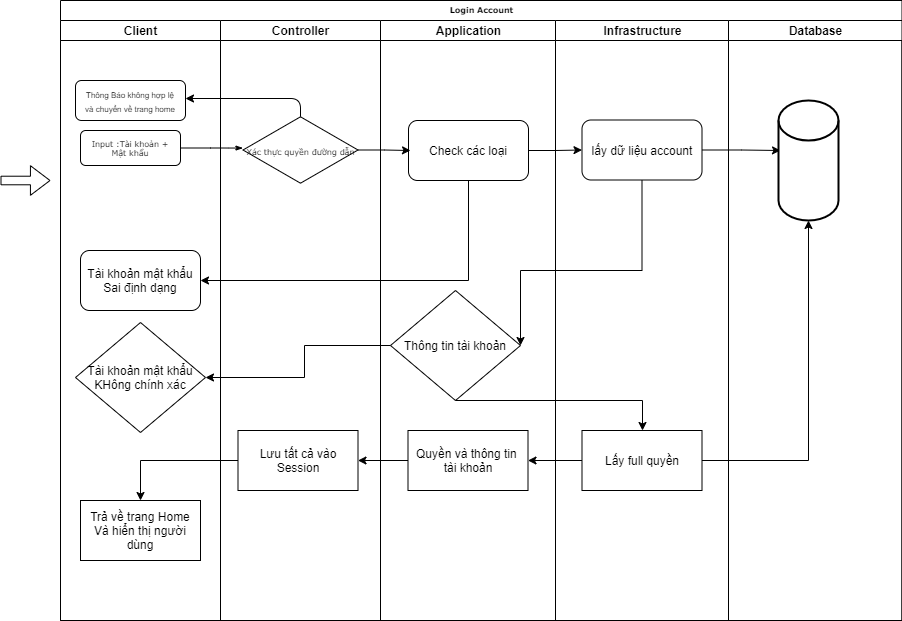 Login Account
Client
Controller
Application
Infrastructure
Database
Thông Báo không hợp lệ
và chuyển về trang home
Input :Tài khoản +
Mật khẩu
Xác thực quyền đường dẫn
Check các loại
lấy dữ liệu account
Tài khoản mật khẩu
Sai định dạng
Thông tin tài khoản
Tài khoản mật khẩu
KHông chính xác
Lưu tất cả vào
Session
Quyền và thông tin
tài khoản
Lấy full quyền
Trả về trang Home
Và hiển thị người
dùng